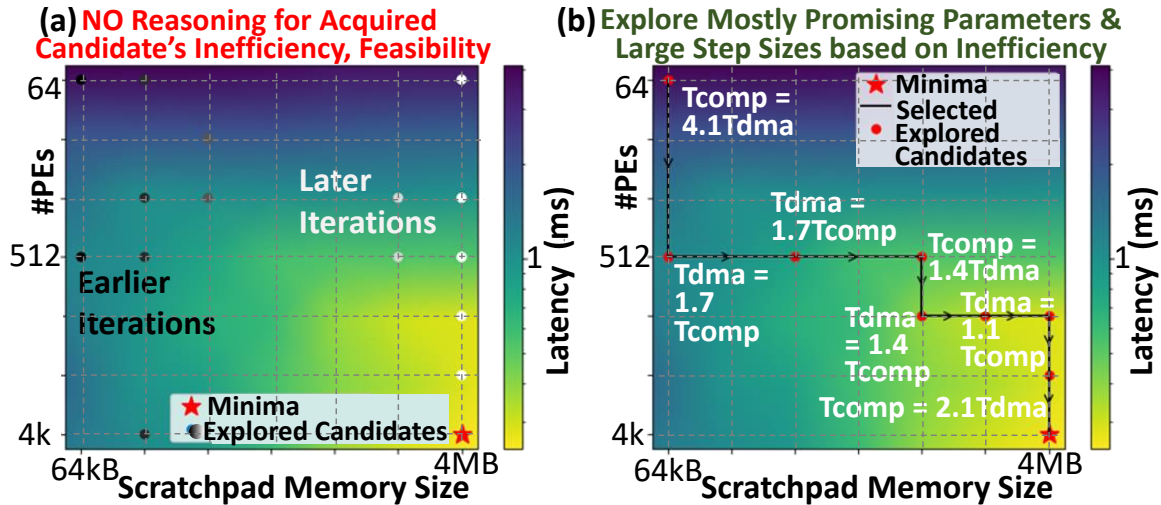 (a) NO Reasoning for Acquired
Candidate's Inefficiency, Feasibility
64
512
4k
#PEs
Later
Iterations
Earlier
Iterations
Minima
Explored Candidates
64kB
4MB
Scratchpad Memory Size
1
Latency (ms)
(b) Explore Mostly Promising Parameters &
Large Step Sizes based on Inefficiency
64
512
4k
#PEs
Minima
Selected
Explored
Candidates
Tcomp =
4.1Tdma
Tdma =
1.7Tcomp
Tdma =
1.7
Tcomp
Tcomp =
1.4Tdma
Tdma
= 1.4
Tcomp
Tdma =
1.1
Tcomp
Tcomp = 2.1Tdma
64kB
4MB
Scratchpad Memory Size
1
Latency (ms)